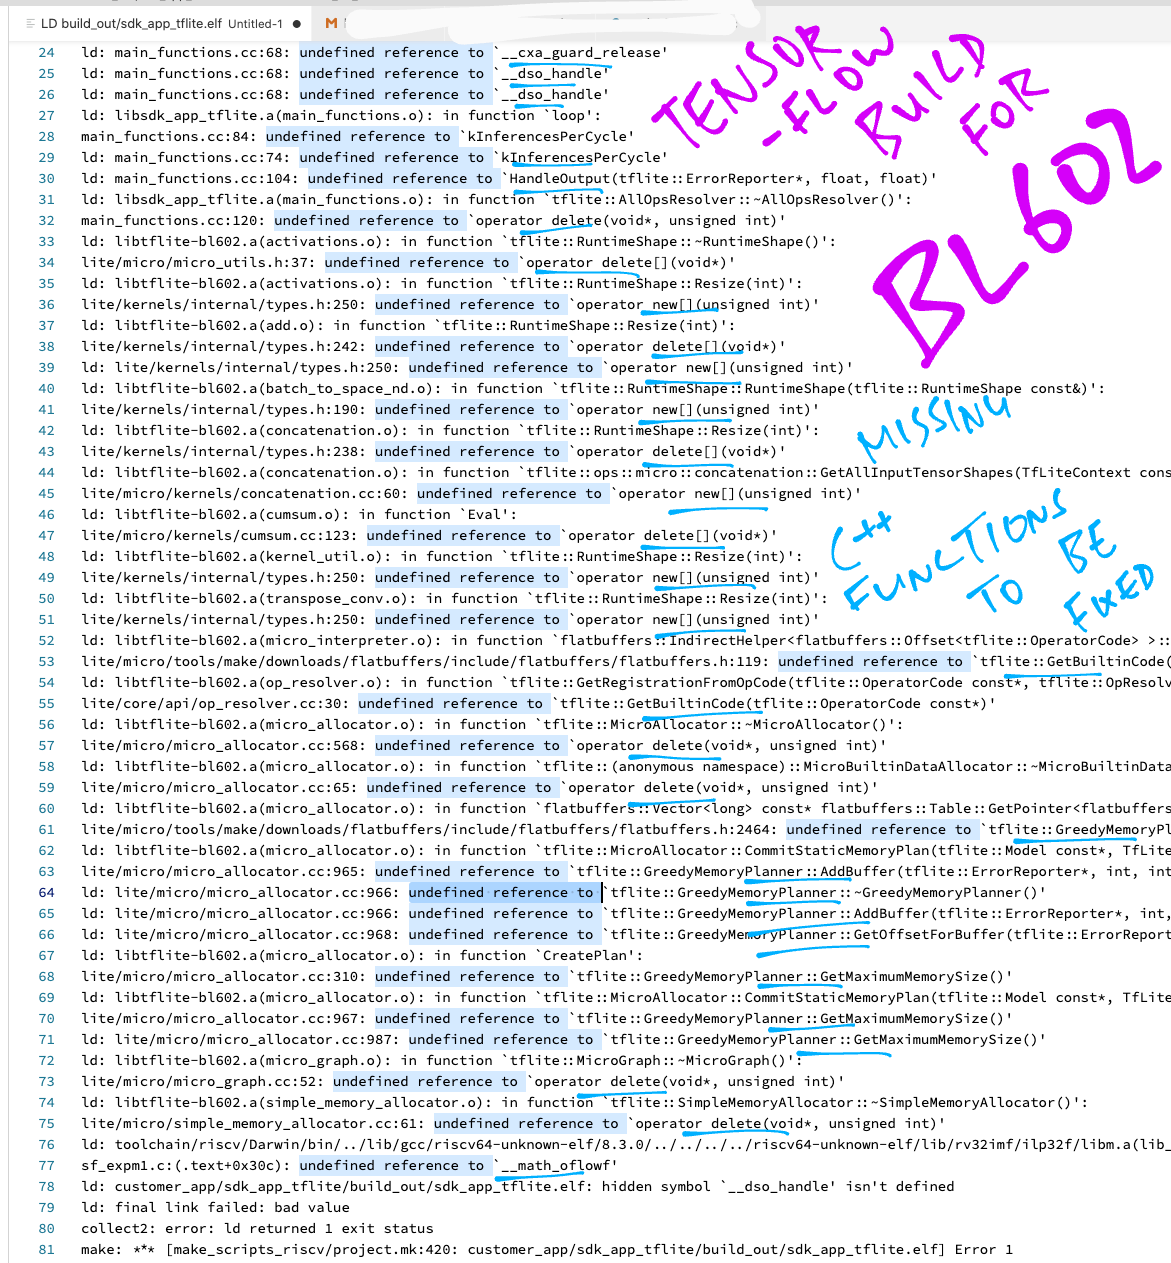 LD build_out/sdk_app_tflite.elf Untitled-1
24 ld: main_functions.cc:68: undefined reference to `__cxa_guard_release'
25 ld: main_functions.cc:68: undefined reference to `__dso_handle'
26 ld: main_functions.cc:68: undefined reference to `__dso_handle'
27 ld: libsdk_app_tflite.a(main_functions.o): in function `loop':
28 main_functions.cc:84: undefined reference to `kInferencesPerCycle'
29 ld: main_functions.cc:74: undefined reference to `kInferencesPerCycle'
30 ld: main_functions.cc:104: undefined reference to `HandleOutput(tflite::ErrorReporter*, float, float)'
31 ld: libsdk_app_tflite.a(main_functions.o): in function `tflite::AllOpsResolver::~AllOpsResolver()':
32 main_functions.cc:120: undefined reference to `operator delete(void*, unsigned int)'
33 ld: libtflite-bl602.a(activations.o): in function `tflite::RuntimeShape::~RuntimeShape()':
34 lite/micro/micro_utils.h:37: undefined reference to `operator delete[](void*)'
35 ld: libtflite-bl602.a(activations.o): in function `tflite::RuntimeShape::Resize(int)':
36 lite/kernels/internal/types.h:250: undefined reference to `operator new[](unsigned int)'
37 ld: libtflite-bl602.a(add.o): in function `tflite::RuntimeShape::Resize(int)':
38 lite/kernels/internal/types.h:242: undefined reference to `operator delete[](void*)'
39 ld: lite/kernels/internal/types.h:250: undefined reference to `operator new[](unsigned int)'
40 ld: libtflite-bl602.a(batch_to_space_nd.o): in function `tflite::RuntimeShape::RuntimeShape(tflite::RuntimeShape const&)':
41 lite/kernels/internal/types.h:190: undefined reference to `operator new[](unsigned int)'
42 ld: libtflite-bl602.a(concatenation.o): in function `tflite::RuntimeShape::Resize(int)':
43 lite/kernels/internal/types.h:238: undefined reference to `operator delete[](void*)'
44 ld: libtflite-bl602.a(concatenation.o): in function `tflite::ops::micro::concatenation::GetAllInputTensorShapes(TfLiteContext cons
45 lite/micro/kernels/concatenation.cc:60: undefined reference to `operator new[](unsigned int)'
46 ld: libtflite-bl602.a(cumsum.o): in function `Eval':
47 lite/micro/kernels/cumsum.cc:123: undefined reference to `operator delete[](void*)'
48 ld: libtflite-bl602.a(kernel_util.o): in function `tflite::RuntimeShape::Resize(int)':
49 lite/kernels/internal/types.h:250: undefined reference to `operator new[](unsigned int)'
50 ld: libtflite-bl602.a(transpose_conv.o): in function `tflite::RuntimeShape::Resize(int)':
51 lite/kernels/internal/types.h:250: undefined reference to `operator new[](unsigned int)'
52 ld: libtflite-bl602.a(micro_interpreter.o): in function `flatbuffers::IndirectHelper<flatbuffers::Offset<tflite::OperatorCode> >::
53 lite/micro/tools/make/downloads/flatbuffers/include/flatbuffers/flatbuffers.h:119: undefined reference to `tflite::GetBuiltinCode(
54 ld: libtflite-bl602.a(op_resolver.o): in function `tflite::GetRegistrationFromOpCode(tflite::OperatorCode const*, tflite::OpResolv
55 lite/core/api/op_resolver.cc:30: undefined reference to `tflite::GetBuiltinCode(tflite::OperatorCode const*)'
56 ld: libtflite-bl602.a(micro_allocator.o): in function `tflite::MicroAllocator::~MicroAllocator()':
57 lite/micro/micro_allocator.cc:568: undefined reference to `operator delete(void*, unsigned int)'
58 ld: libtflite-bl602.a(micro_allocator.o): in function `tflite::(anonymous namespace)::MicroBuiltinDataAllocator::~MicroBuiltinData
59 lite/micro/micro_allocator.cc:65: undefined reference to `operator delete(void*, unsigned int)'
60 ld: libtflite-bl602.a(micro_allocator.o): in function `flatbuffers::Vector<long> const* flatbuffers::Table::GetPointer<flatbuffers
61 lite/micro/tools/make/downloads/flatbuffers/include/flatbuffers/flatbuffers.h:2464: undefined reference to `tflite::GreedyMemoryPl
62 ld: libtflite-bl602.a(micro_allocator.o): in function `tflite::MicroAllocator::CommitStaticMemoryPlan(tflite::Model const*, TfLite
63 lite/micro/micro_allocator.cc:965: undefined reference to `tflite::GreedyMemoryPlanner::AddBuffer(tflite::ErrorReporter*, int, int
64 ld: lite/micro/micro_allocator.cc:966: undefined reference to `tflite::GreedyMemoryPlanner::~GreedyMemoryPlanner()'
65 ld: lite/micro/micro_allocator.cc:966: undefined reference to `tflite::GreedyMemoryPlanner::AddBuffer(tflite::ErrorReporter*, int,
66 ld: lite/micro/micro_allocator.cc:968: undefined reference to `tflite::GreedyMemoryPlanner::GetOffsetForBuffer(tflite::ErrorReport
67 ld: libtflite-bl602.a(micro_allocator.o): in function `CreatePlan':
68 lite/micro/micro_allocator.cc:310: undefined reference to `tflite::GreedyMemoryPlanner::GetMaximumMemorySize()'
69 ld: libtflite-bl602.a(micro_allocator.o): in function `tflite::MicroAllocator::CommitStaticMemoryPlan(tflite::Model const*, TfLite
70 lite/micro/micro_allocator.cc:967: undefined reference to `tflite::GreedyMemoryPlanner::GetMaximumMemorySize()'
71 ld: lite/micro/micro_allocator.cc:987: undefined reference to `tflite::GreedyMemoryPlanner::GetMaximumMemorySize()'
72 ld: libtflite-bl602.a(micro_graph.o): in function `tflite::MicroGraph::~MicroGraph()':
73 lite/micro/micro_graph.cc:52: undefined reference to `operator delete(void*, unsigned int)'
74 ld: libtflite-bl602.a(simple_memory_allocator.o): in function `tflite::SimpleMemoryAllocator::~SimpleMemoryAllocator()':
75 lite/micro/simple_memory_allocator.cc:61: undefined reference to `operator delete(void*, unsigned int)'
76 ld: toolchain/riscv/Darwin/bin/../lib/gcc/riscv64-unknown-elf/8.3.0/../../../../riscv64-unknown-elf/lib/rv32imf/ilp32f/libm.a(lib_
77 sf_expm1.c:(.text+0x30c): undefined reference to `__math_oflowf'
78 ld: customer_app/sdk_app_tflite/build_out/sdk_app_tflite.elf: hidden symbol `__dso_handle' isn't defined
79 ld: final link failed: bad value
80 collect2: error: ld returned 1 exit status
81 make: *** [make_scripts_riscv/project.mk:420: customer_app/sdk_app_tflite/build_out/sdk_app_tflite.elf] Error 1
TENSOR
-FLOW
BUILD
FOR
BL602
MISSING
C++
FUNCTIONS
TO BE
FIXED